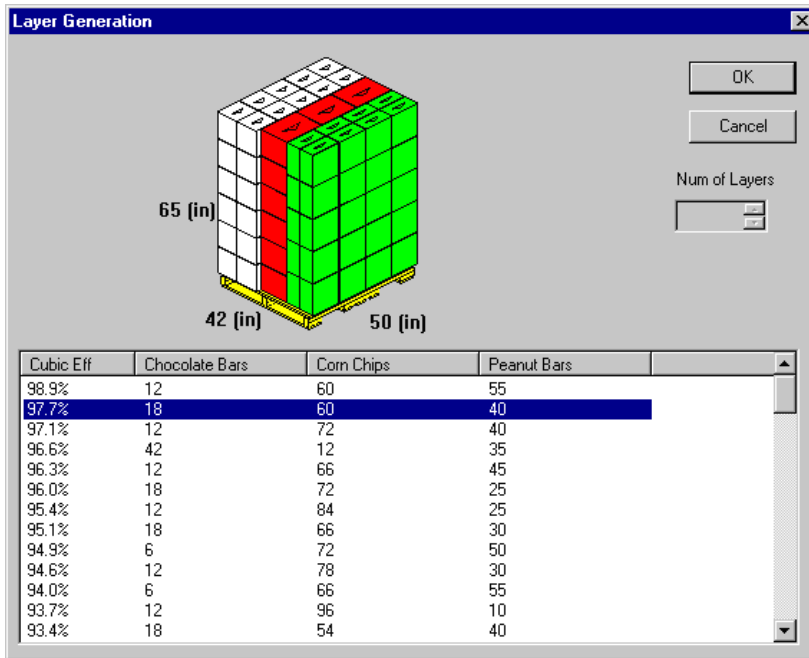 Layer Generation
OK
Cancel
Num of Layers
65 (in)
42 (in)
50 (in)
Cubic Eff Chocolate Bars Corn Chips Peanut Bars
98.9% 12 60 55
97.7% 18 60 40
97.1% 12 72 40
96.6% 42 12 35
96.3% 12 66 45
96.0% 18 72 25
95.4% 12 84 25
95.1% 18 66 30
94.9% 6 72 50
94.6% 12 78 30
94.0% 6 66 55
93.7% 12 96 10
93.4% 18 54 40